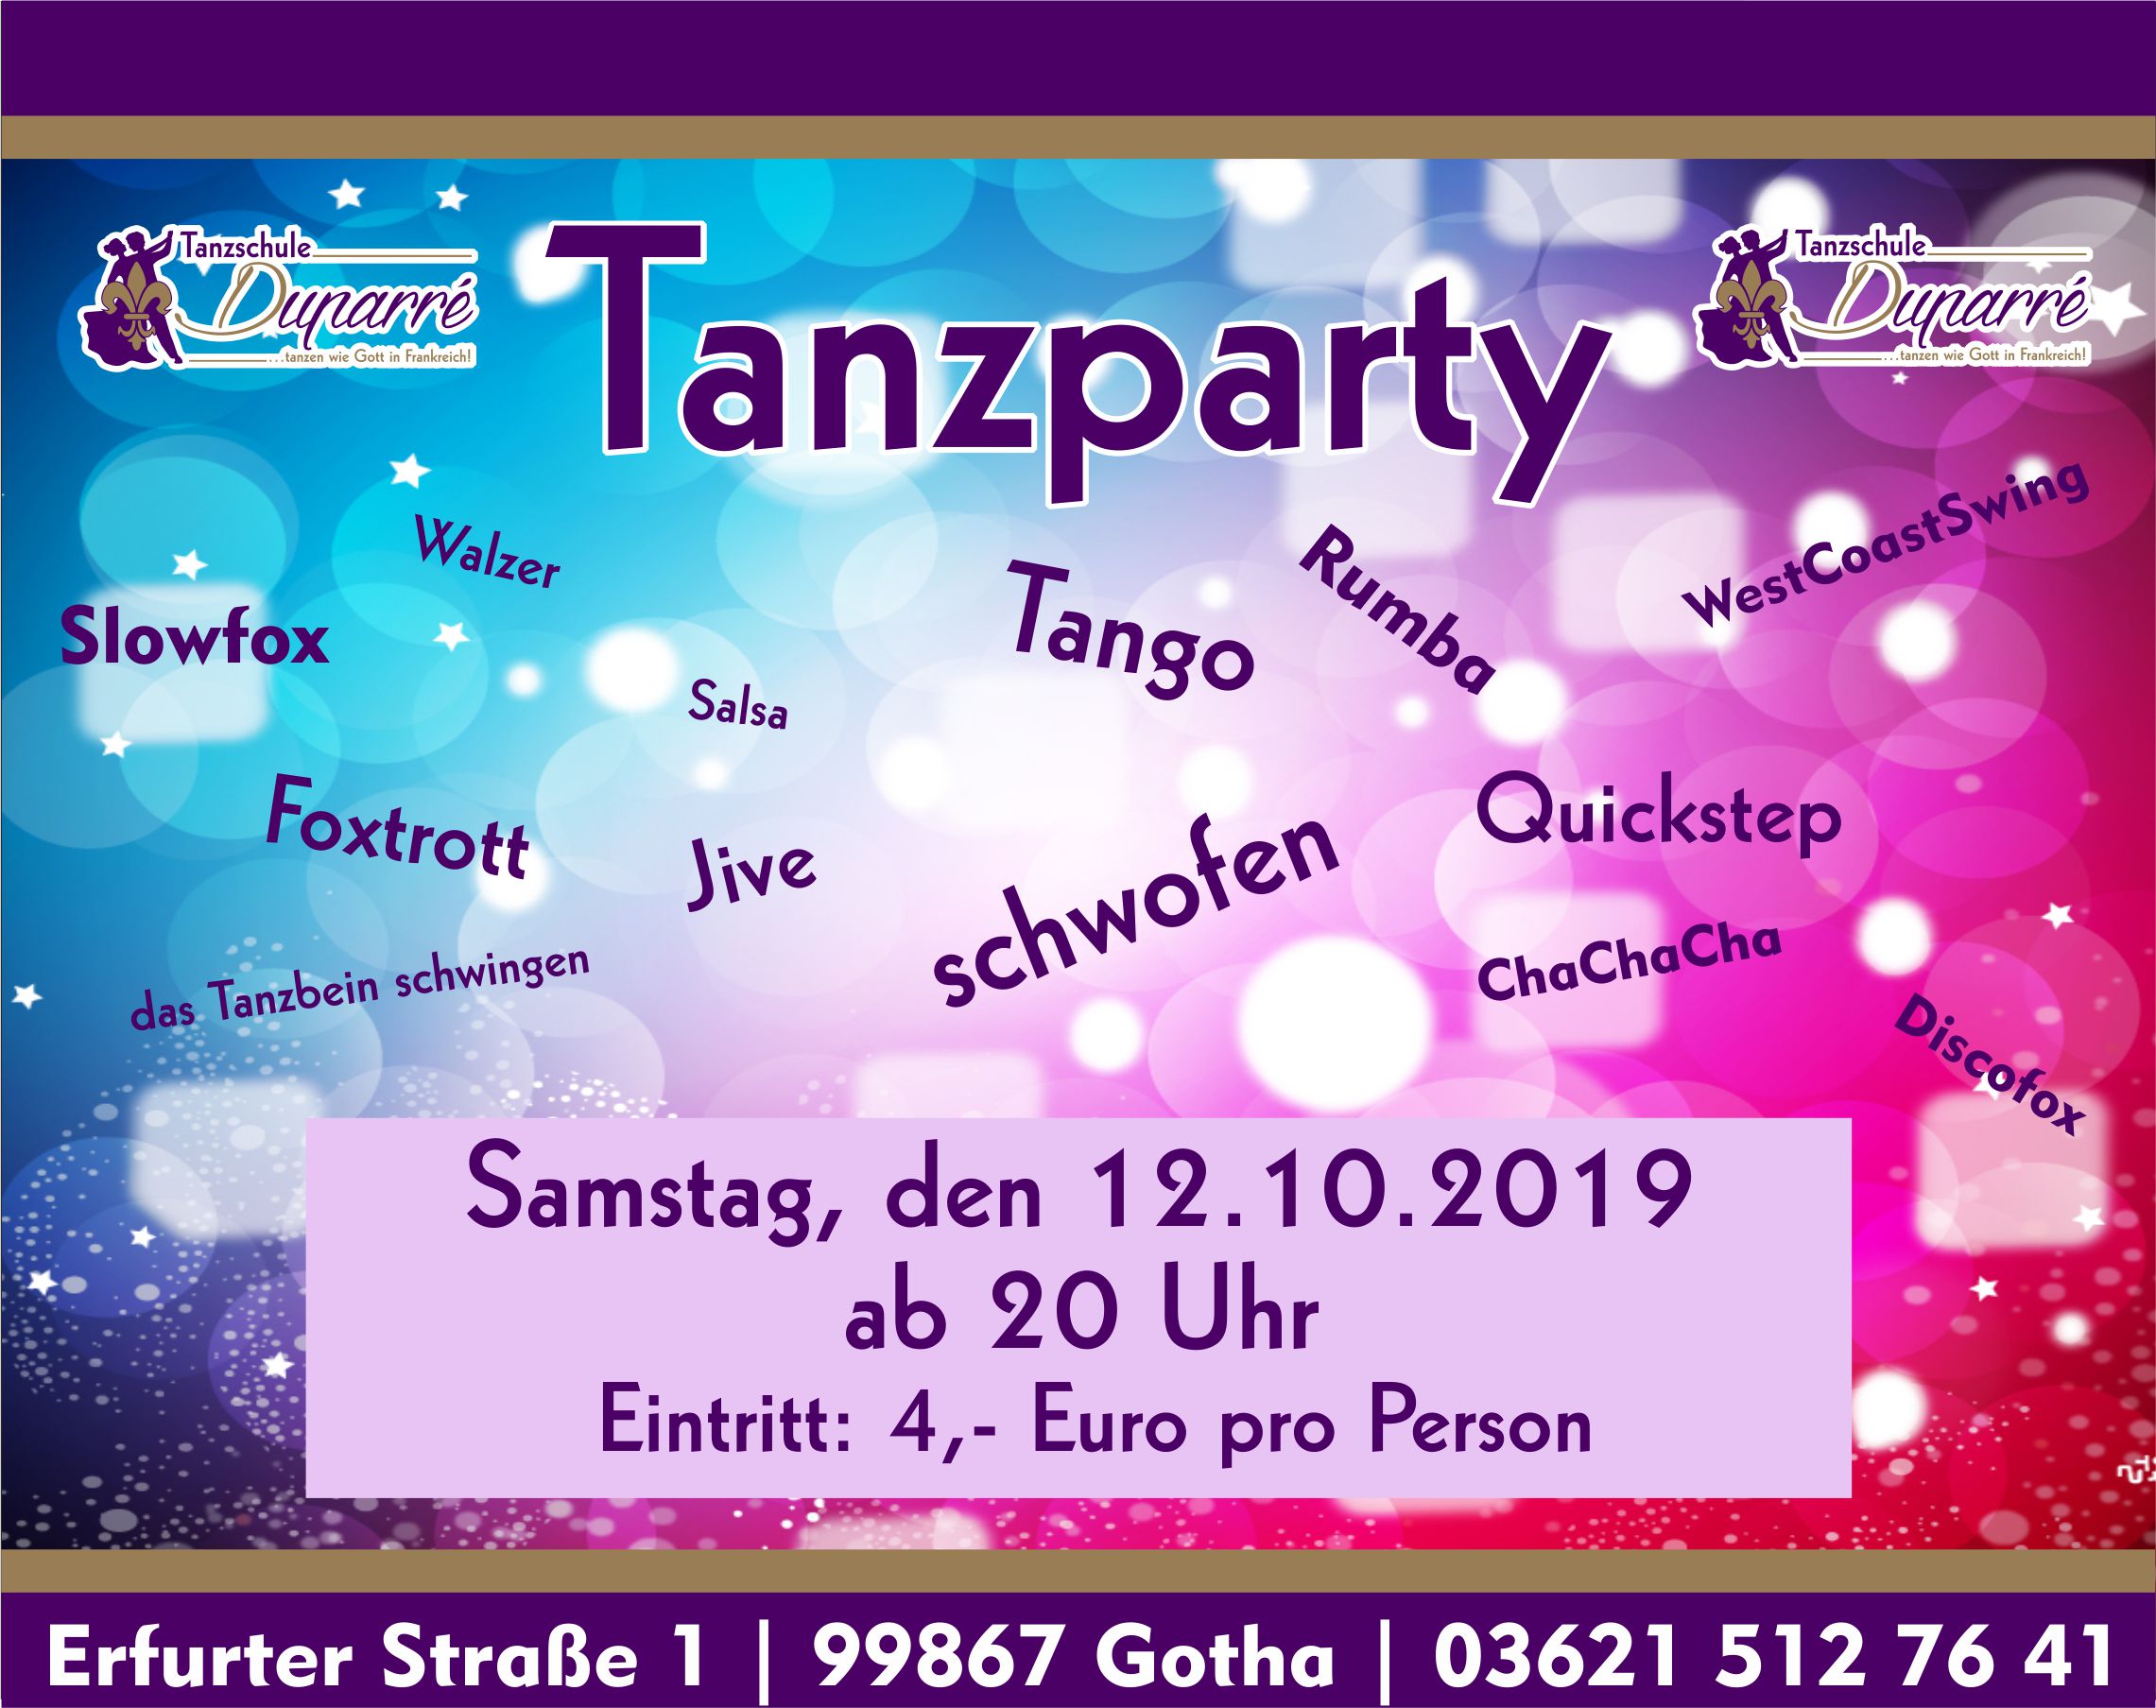 Tanzschule
Duparré
...tanzen wie Gott in Frankreich!
Tanzparty
Tanzschule
Duparré
...tanzen wie Gott in Frankreich!
Walzer
Slowfox
Salsa
Tango
Rumba
WestCoastSwing
Foxtrott
Jive
schwofen
Quickstep
das Tanzbein schwingen
ChaChaCha
Discofox
Samstag, den 12.10.2019
ab 20 Uhr
Eintritt: 4,- Euro pro Person
Erfurter Straße 1 | 99867 Gotha | 03621 512 76 41